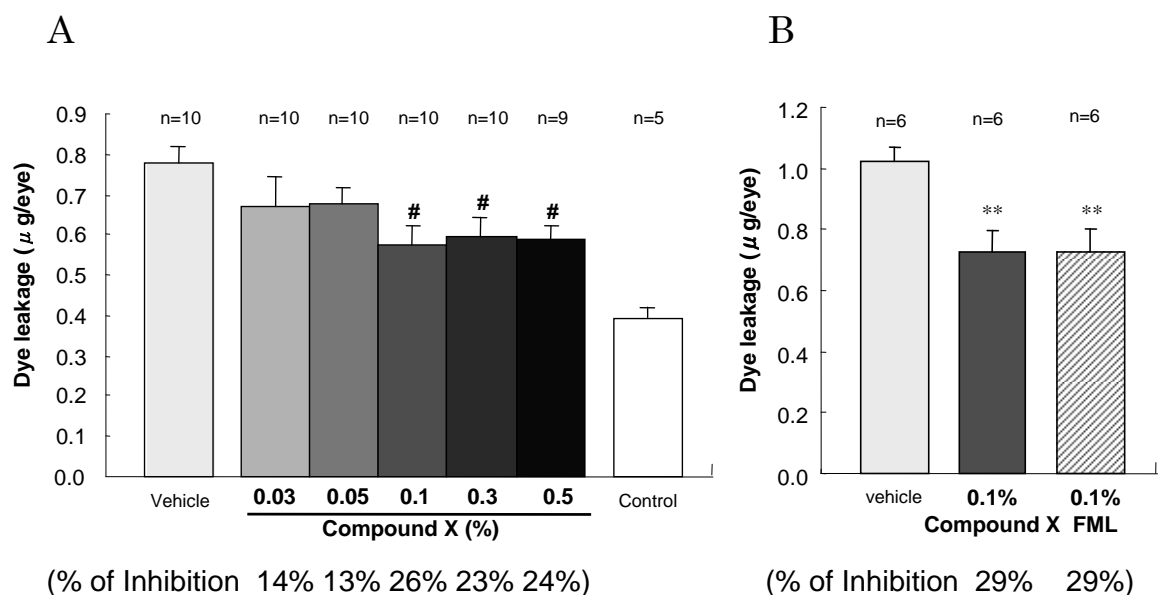 A
n=10 n=10 n=10 n=10 n=10 n=9 n=5
Dye leakage (μ g/eye)
0.9
0.8
0.7
0.6
0.5
0.4
0.3
0.2
0.1
0.0
# # #
Vehicle 0.03 0.05 0.1 0.3 0.5 Control
Compound X (%)
(% of Inhibition 14% 13% 26% 23% 24%)
B
n=6 n=6 n=6
Dye leakage (μ g/eye)
1.2
1.0
0.8
0.6
0.4
0.2
0.0
** **
vehicle 0.1% 0.1%
Compound X FML
(% of Inhibition 29% 29%)